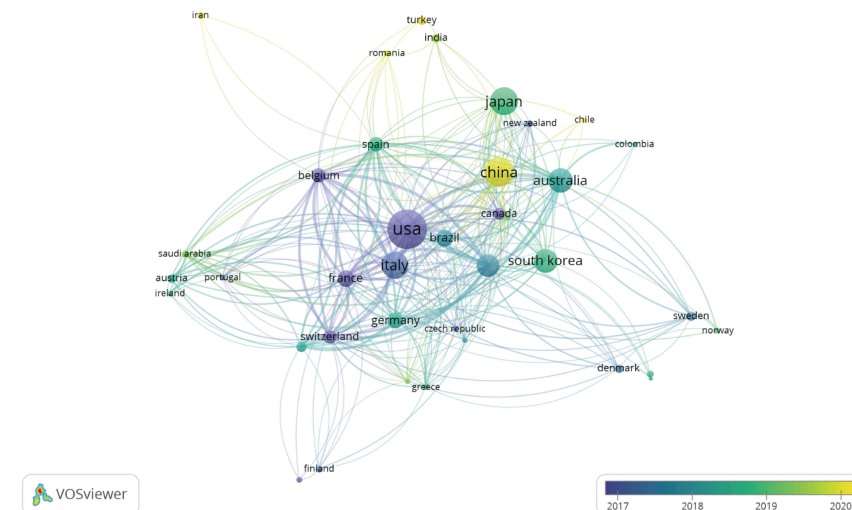 iran
turkey
india
romania
japan
new zealand
chile
spain
colombia
belgium
china
australia
canada
usa
brazil
saudi arabia
italy
south korea
austria
portugal
france
ireland
sweden
germany
czech republic
norway
switzerland
denmark
greece
finland
VOSviewer
2017 2018 2019 2020